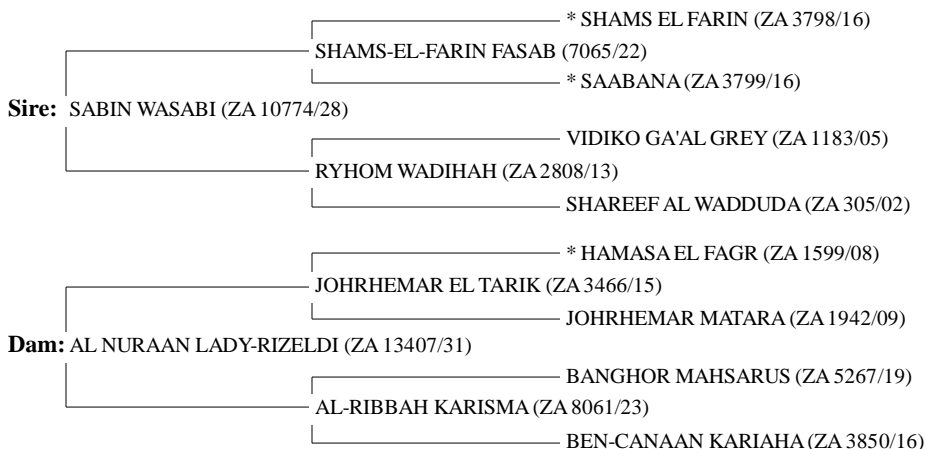 * SHAMS EL FARIN (ZA 3798/16)
SHAMS-EL-FARIN FASAB (7065/22)
* SAABANA (ZA 3799/16)
Sire: SABIN WASABI (ZA 10774/28)
VIDIKO GA'AL GREY (ZA 1183/05)
RYHOM WADIHAH (ZA 2808/13)
SHAREEF AL WADDUDA (ZA 305/02)
* HAMASA EL FAGR (ZA 1599/08)
JOHRHEMAR EL TARIK (ZA 3466/15)
JOHRHEMAR MATARA (ZA 1942/09)
Dam: AL NURAAN LADY-RIZELDI (ZA 13407/31)
BANGHOR MAHSARUS (ZA 5267/19)
AL-RIBBAH KARISMA (ZA 8061/23)
BEN-CANAAN KARIAHA (ZA 3850/16)